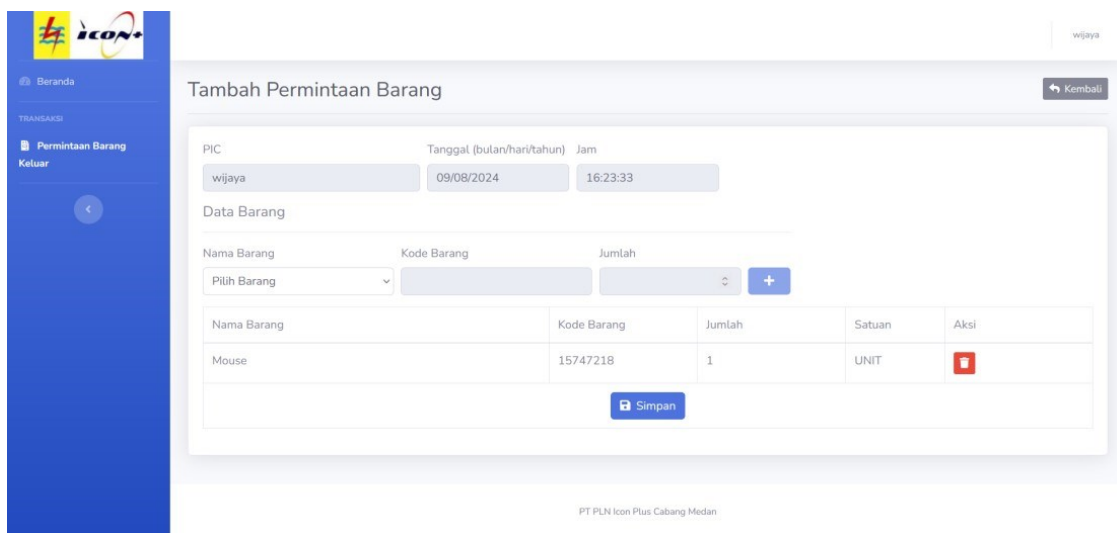 icon+
wijaya
Beranda
TRANSAKSI
Permintaan Barang
Keluar
Tambah Permintaan Barang
Kembali
PIC Tanggal (bulan/hari/tahun) Jam
wijaya 09/08/2024 16:23:33
Data Barang
Nama Barang Kode Barang Jumlah
Pilih Barang +
Nama Barang Kode Barang Jumlah Satuan Aksi
Mouse 15747218 1 UNIT
Simpan
PT PLN Icon Plus Cabang Medan